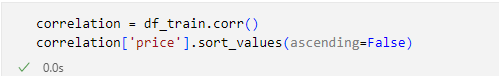 correlation = df_train.corr()
correlation['price'].sort_values(ascending=False)
0.0s